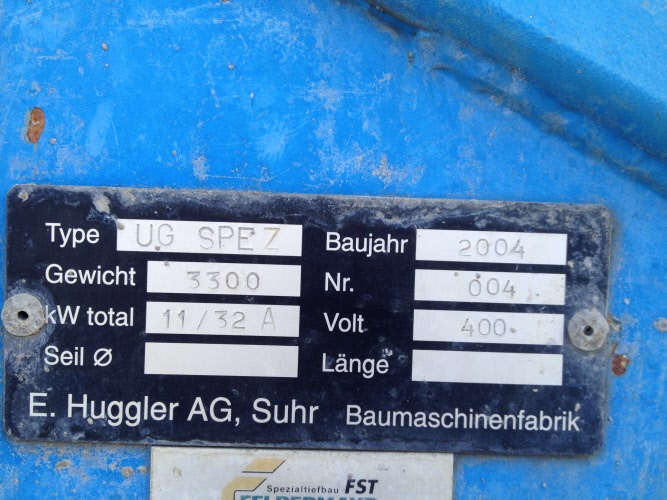 Type UG SPEZ Baujahr 2004
Gewicht 3300 Nr. 004
kW total 11/32 A Volt 400
Seil Ø Länge
E. Huggler AG, Suhr Baumaschinenfabrik
Spezialtiefbau FST